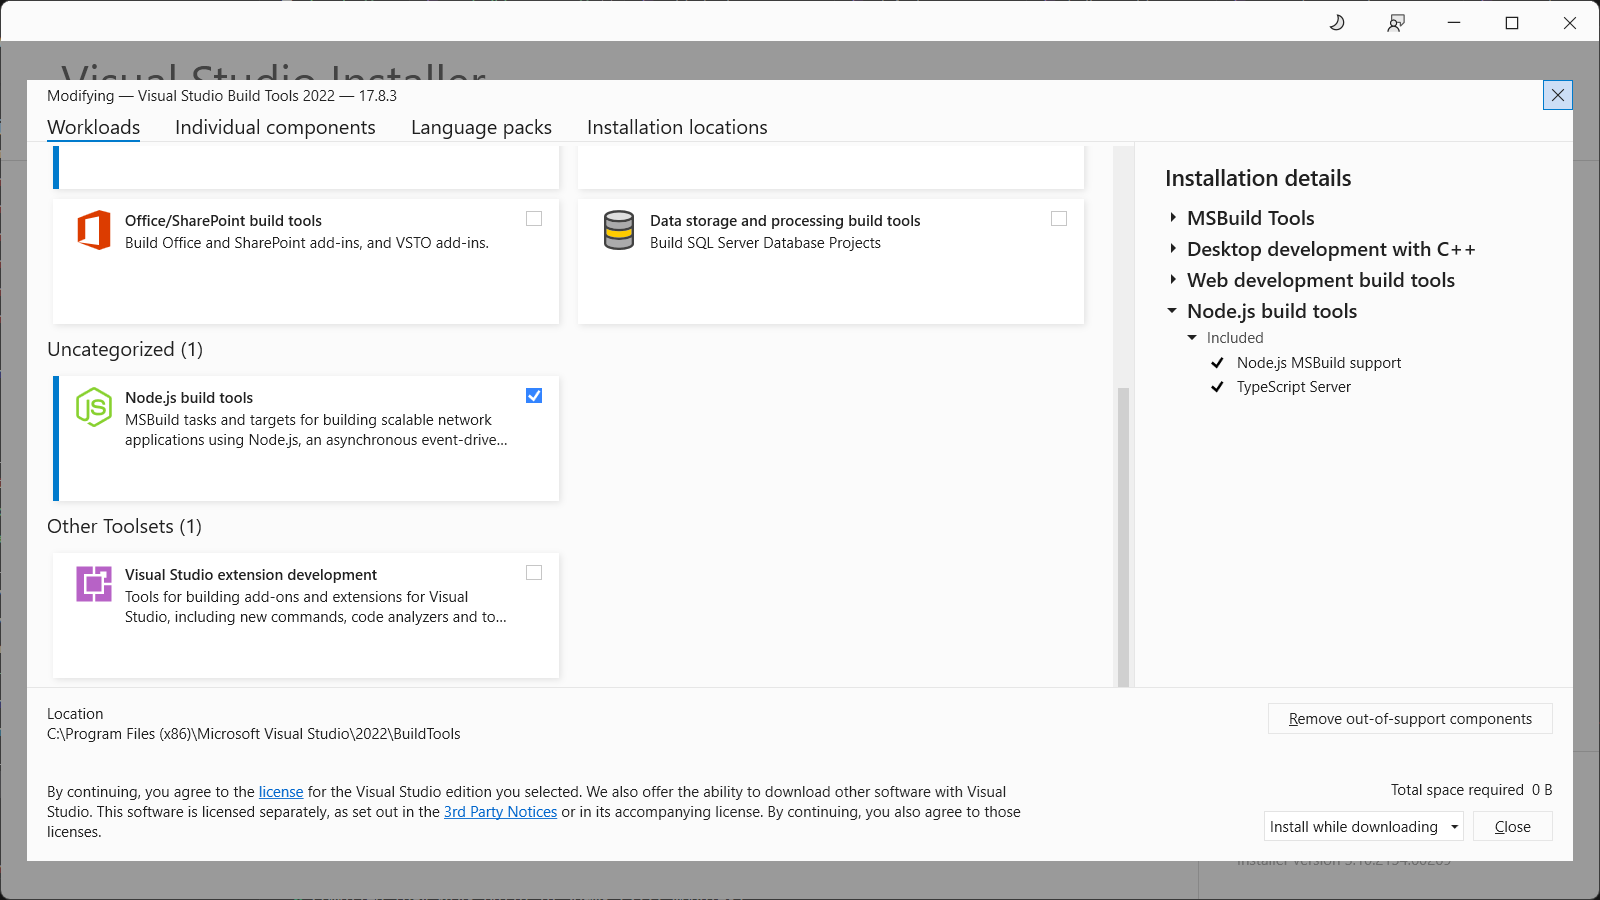 Visual Studio Installer
Modifying — Visual Studio Build Tools 2022 — 17.8.3
Workloads
Individual components
Language packs
Installation locations
Office/SharePoint build tools
Build Office and SharePoint add-ins, and VSTO add-ins.
Data storage and processing build tools
Build SQL Server Database Projects
Uncategorized (1)
Node.js build tools
MSBuild tasks and targets for building scalable network
applications using Node.js, an asynchronous event-drive...
Other Toolsets (1)
Visual Studio extension development
Tools for building add-ons and extensions for Visual
Studio, including new commands, code analyzers and to...
Installation details
MSBuild Tools
Desktop development with C++
Web development build tools
Node.js build tools
Included
Node.js MSBuild support
TypeScript Server
Location
C:\Program Files (x86)\Microsoft Visual Studio\2022\BuildTools
Remove out-of-support components
By continuing, you agree to the license for the Visual Studio edition you selected. We also offer the ability to download other software with Visual
Studio. This software is licensed separately, as set out in the 3rd Party Notices or in its accompanying license. By continuing, you also agree to those
licenses.
Total space required 0 B
Install while downloading
Close